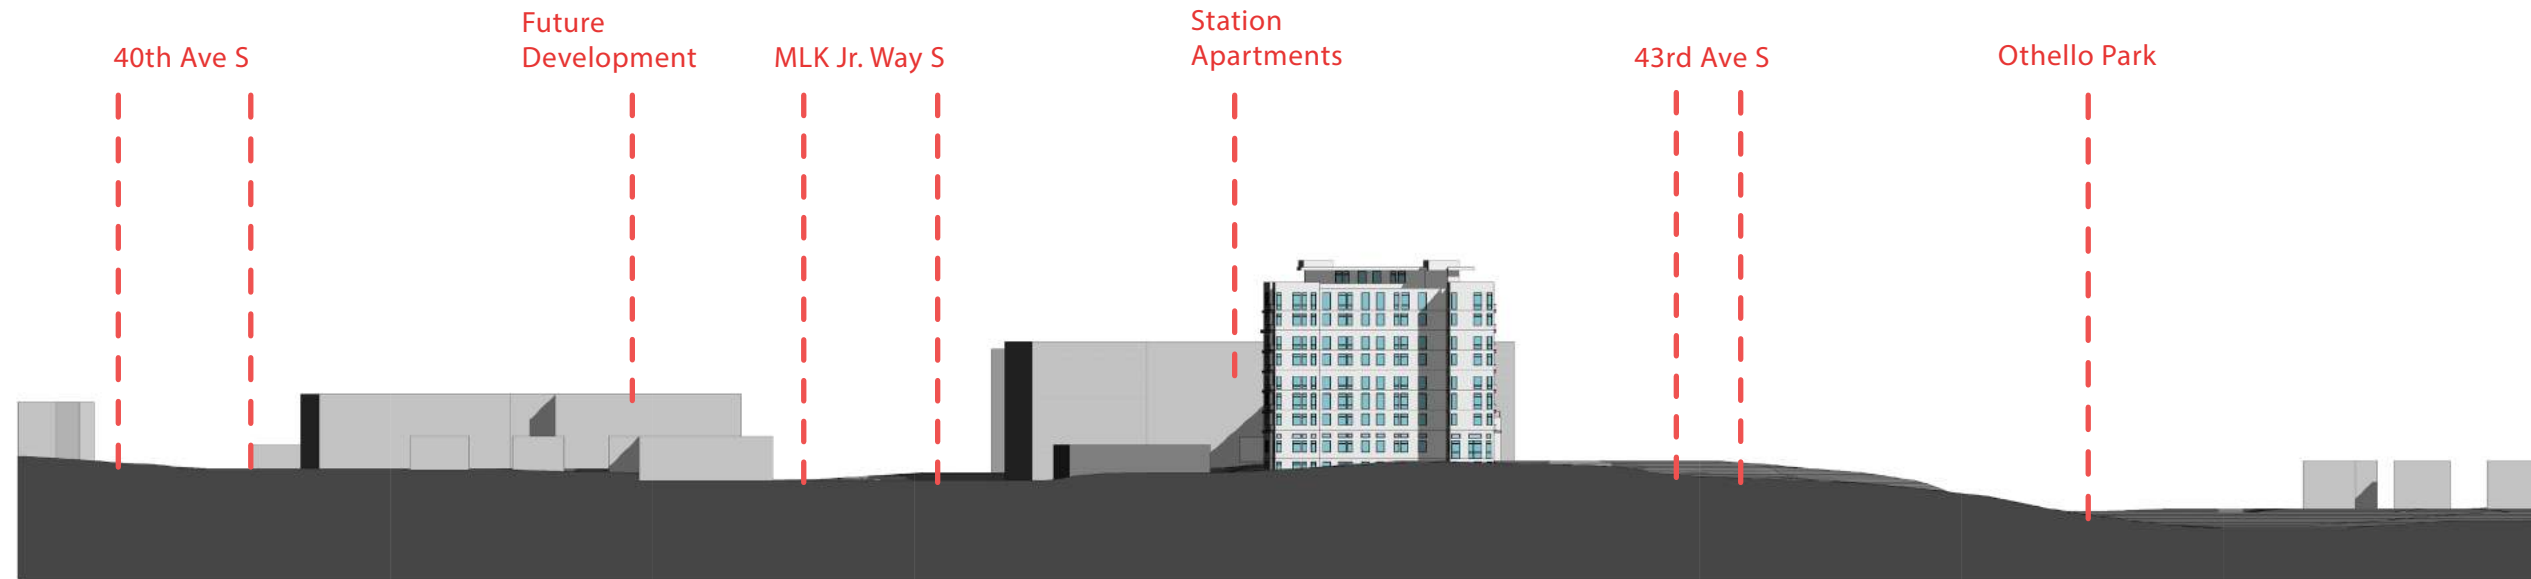 40th Ave S
Future
Development
MLK Jr. Way S
Station
Apartments
43rd Ave S
Othello Park